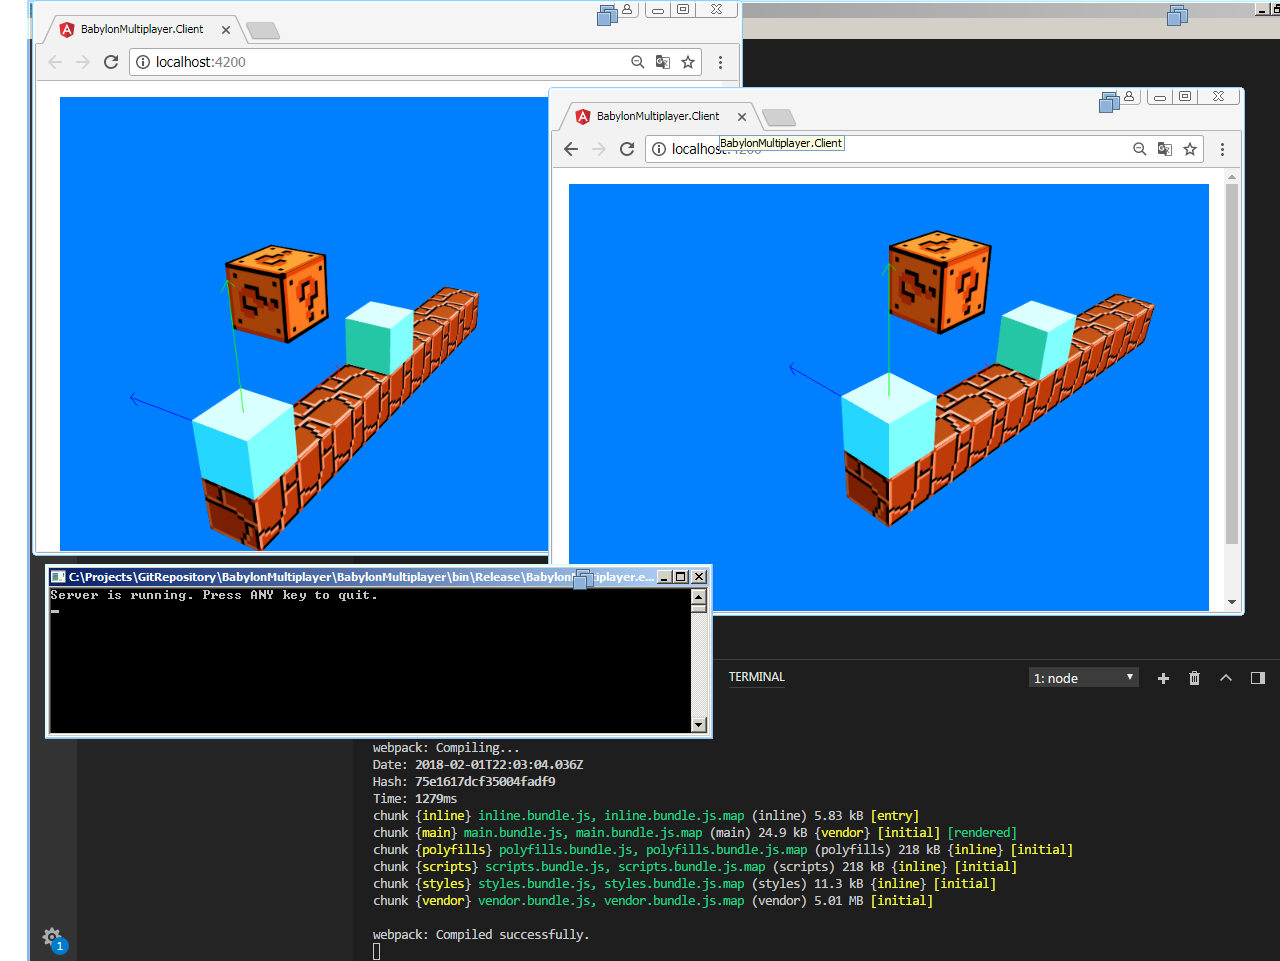 BabylonMultiplayer.Client
localhost:4200
BabylonMultiplayer.Client
BabylonMultiplayer.Client
C:\Projects\GitRepository\BabylonMultiplayer\BabylonMultiplayer\bin\Release\Babylon
Server is running. Press ANY key to quit.
TERMINAL
1: node
webpack: Compiling...
Date: 2018-02-01T22:03:04.036Z
Hash: 75e1617dcf35004fadf9
Time: 1279ms
chunk {inline} inline.bundle.js, inline.bundle.js.map (inline) 5.83 kB [entry]
chunk {main} main.bundle.js, main.bundle.js.map (main) 24.9 kB {vendor} [initial] [rendered]
chunk {polyfills} polyfills.bundle.js, polyfills.bundle.js.map (polyfills) 218 kB {inline} [initial]
chunk {scripts} scripts.bundle.js, scripts.bundle.js.map (scripts) 218 kB {inline} [initial]
chunk {styles} styles.bundle.js, styles.bundle.js.map (styles) 11.3 kB {inline} [initial]
chunk {vendor} vendor.bundle.js, vendor.bundle.js.map (vendor) 5.01 MB [initial]
webpack: Compiled successfully.
1